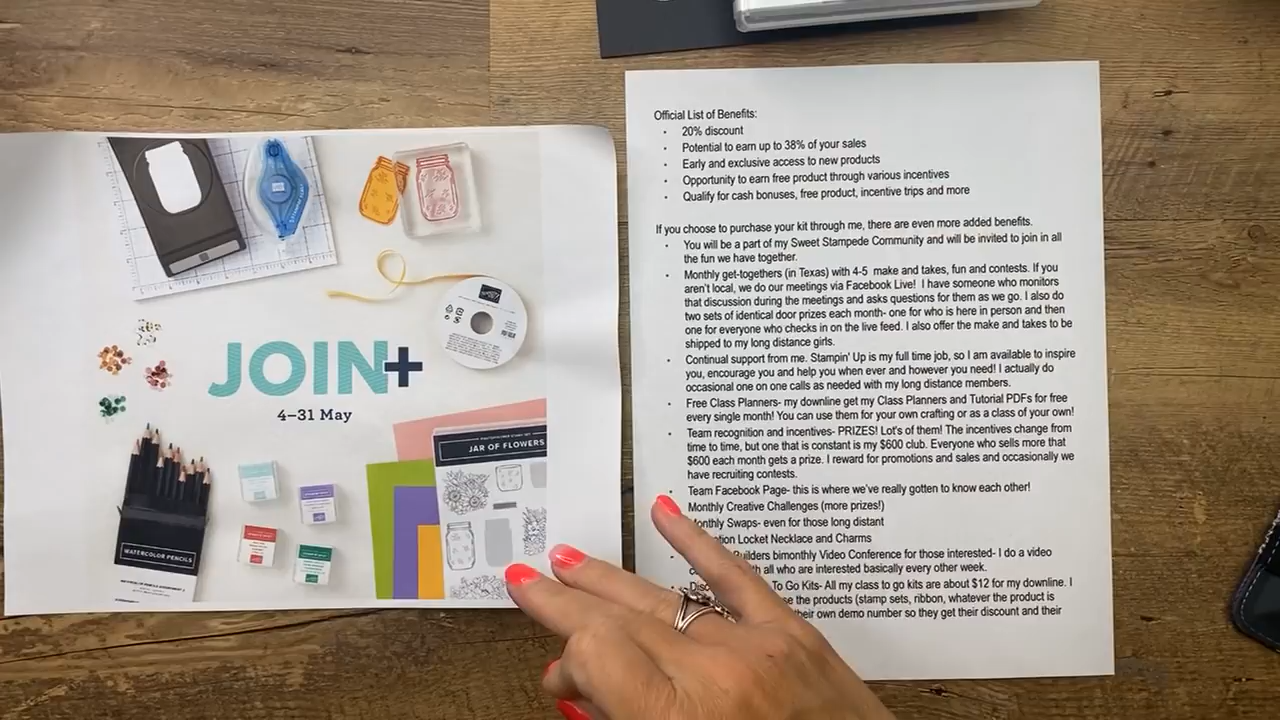 JOIN+
4–31 May
JAR OF FLOWERS
WATERCOLOR PENCILS
Official List of Benefits:
• 20% discount
• Potential to earn up to 38% of your sales
• Early and exclusive access to new products
• Opportunity to earn free product through various incentives
• Qualify for cash bonuses, free product, incentive trips and more
If you choose to purchase your kit through me, there are even more added benefits.
• You will be a part of my Sweet Stampede Community and will be invited to join in all
the fun we have together.
• Monthly get-togethers (in Texas) with 4-5 make and takes, fun and contests. If you
aren't local, we do our meetings via Facebook Live! I have someone who monitors
that discussion during the meetings and asks questions for them as we go. I also do
two sets of identical door prizes each month- one for who is here in person and then
one for everyone who checks in on the live feed. I also offer the make and takes to be
shipped to my long distance girls.
• Continual support from me. Stampin' Up is my full time job, so I am available to inspire
you, encourage you and help you when ever and however you need! I actually do
occasional one on one calls as needed with my long distance members.
• Free Class Planners- my downline get my Class Planners and Tutorial PDFs for free
every single month! You can use them for your own crafting or as a class of your own!
• Team recognition and incentives- PRIZES! Lot's of them! The incentives change from
time to time, but one that is constant is my $600 club. Everyone who sells more that
$600 each month gets a prize. I reward for promotions and sales and occasionally we
have recruiting contests.
• Team Facebook Page- this is where we've really gotten to know each other!
Monthly Creative Challenges (more prizes!)
onthly Swaps- even for those long distant
Locket Necklace and Charms
Builders bimonthly Video Conference for those interested- I do a video
all who are interested basically every other week.
• To Go Kits- All my class to go kits are about $12 for my downline. I
the products (stamp sets, ribbon, whatever the product is
their own demo number so they get their discount and their